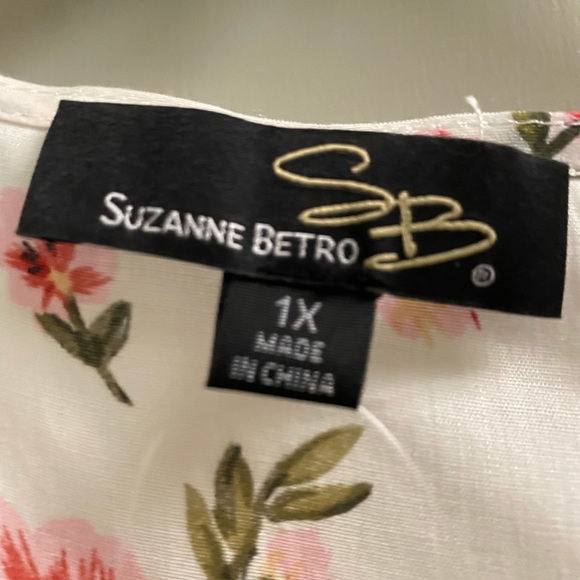 SUZANNE BETRO
SB
®
1X
MADE
IN CHINA